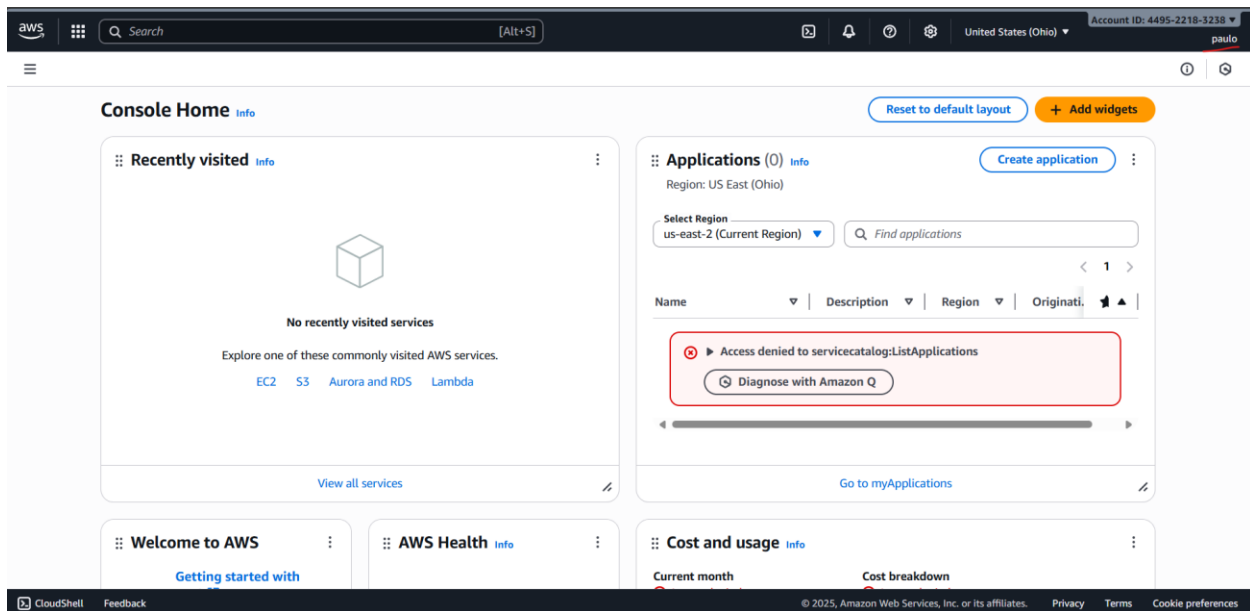 aws
Search [Alt+S]
United States (Ohio)
Account ID: 4495-2218-3238
paulo
Console Home Info
Reset to default layout
+ Add widgets
Recently visited Info
No recently visited services
Explore one of these commonly visited AWS services.
EC2 S3 Aurora and RDS Lambda
View all services
Applications (0) Info
Create application
Region: US East (Ohio)
Select Region
us-east-2 (Current Region)
Find applications
1
Name Description Region Originati.
Access denied to servicecatalog:ListApplications
Diagnose with Amazon Q
Go to myApplications
Welcome to AWS
Getting started with
AWS Health Info
Cost and usage Info
Current month Cost breakdown
CloudShell Feedback © 2025, Amazon Web Services, Inc. or its affiliates. Privacy Terms Cookie preferences